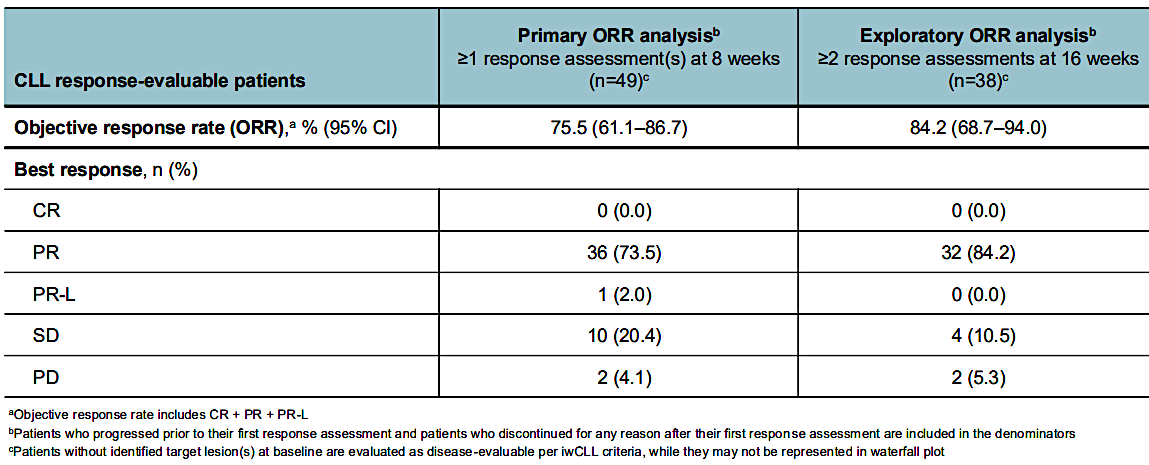 CLL response-evaluable patients
Primary ORR analysisᵇ
≥1 response assessment(s) at 8 weeks
(n=49)ᶜ
Exploratory ORR analysisᵇ
≥2 response assessments at 16 weeks
(n=38)ᶜ
Objective response rate (ORR),ᵃ % (95% CI) 75.5 (61.1–86.7) 84.2 (68.7–94.0)
Best response, n (%)
CR 0 (0.0) 0 (0.0)
PR 36 (73.5) 32 (84.2)
PR-L 1 (2.0) 0 (0.0)
SD 10 (20.4) 4 (10.5)
PD 2 (4.1) 2 (5.3)
ᵃObjective response rate includes CR + PR + PR-L
ᵇPatients who progressed prior to their first response assessment and patients who discontinued for any reason after their first response assessment are included in the denominators
ᶜPatients without identified target lesion(s) at baseline are evaluated as disease-evaluable per iwCLL criteria, while they may not be represented in waterfall plot